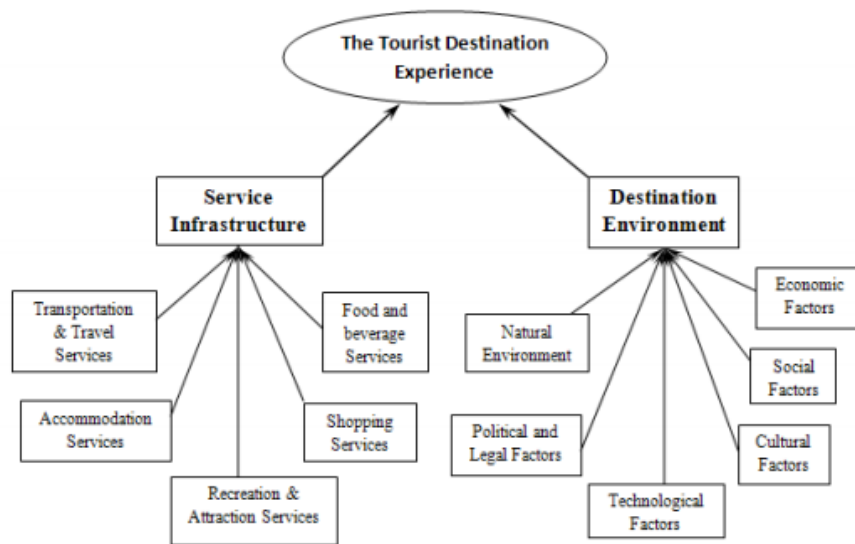 The Tourist Destination
Experience
Service
Infrastructure
Destination
Environment
Transportation
& Travel
Services
Food and
beverage
Services
Accommodation
Services
Shopping
Services
Recreation &
Attraction Services
Economic
Factors
Natural
Environment
Social
Factors
Political and
Legal Factors
Cultural
Factors
Technological
Factors